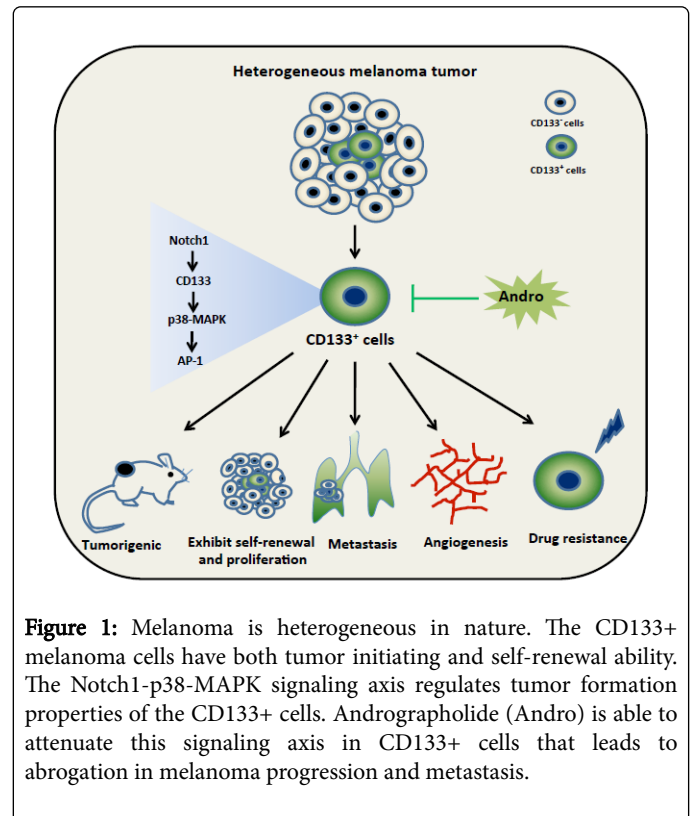 Heterogeneous melanoma tumor
CD133⁻ cells
CD133⁺ cells
Notch1
CD133
p38-MAPK
AP-1
Andro
CD133⁺ cells
Tumorigenic
Exhibit self-renewal
and proliferation
Metastasis
Angiogenesis
Drug resistance
Figure 1: Melanoma is heterogeneous in nature. The CD133+
melanoma cells have both tumor initiating and self-renewal ability.
The Notch1-p38-MAPK signaling axis regulates tumor formation
properties of the CD133+ cells. Andrographolide (Andro) is able to
attenuate this signaling axis in CD133+ cells that leads to
abrogation in melanoma progression and metastasis.